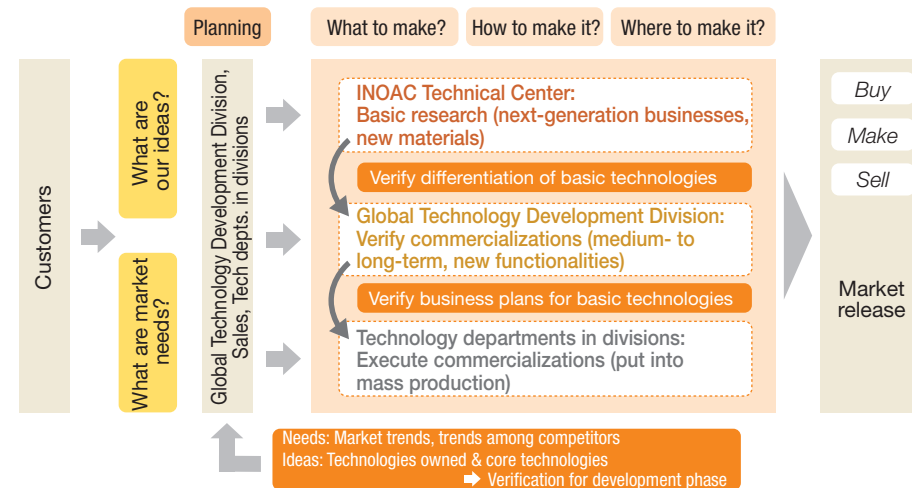 Planning
What to make?
How to make it?
Where to make it?
Customers
What are
our ideas?
What are market
needs?
Global Technology Development Division,
Sales, Tech depts. in divisions
INOAC Technical Center:
Basic research (next-generation businesses,
new materials)
Verify differentiation of basic technologies
Global Technology Development Division:
Verify commercializations (medium- to
long-term, new functionalities)
Verify business plans for basic technologies
Technology departments in divisions:
Execute commercializations (put into
mass production)
Buy
Make
Sell
Market
release
Needs: Market trends, trends among competitors
Ideas: Technologies owned & core technologies
Verification for development phase